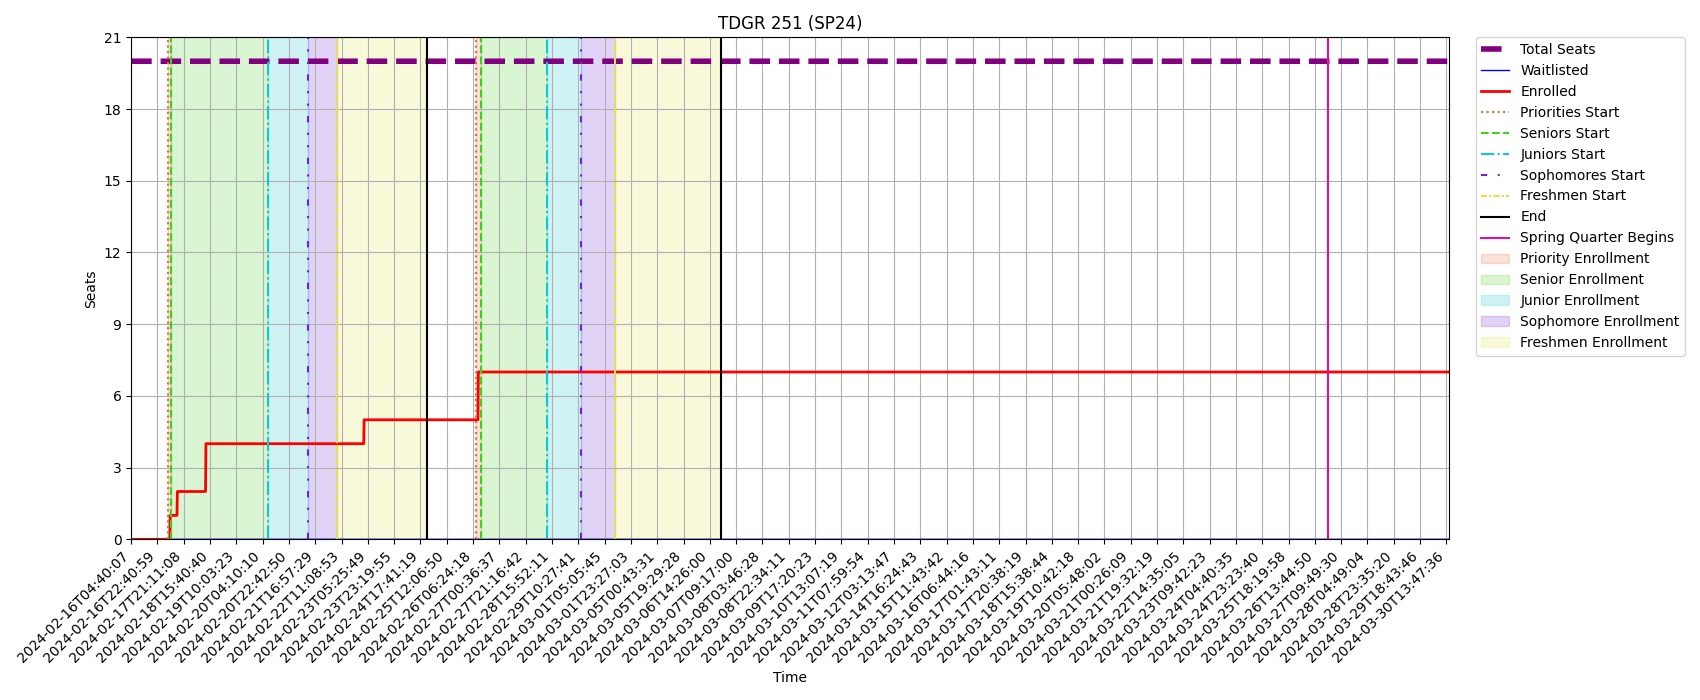 TDGR 251 (SP24)
21
18
15
12
9
6
3
0
Seats
2024-02-16T04:40:07
2024-02-16T22:40:59
2024-02-17T21:11:08
2024-02-18T15:40:40
2024-02-19T10:03:23
2024-02-20T04:10:10
2024-02-20T22:42:50
2024-02-21T16:57:29
2024-02-22T11:08:53
2024-02-23T05:25:49
2024-02-23T23:19:55
2024-02-24T17:41:19
2024-02-25T12:06:50
2024-02-26T06:24:18
2024-02-27T00:36:37
2024-02-27T21:16:42
2024-02-28T15:52:11
2024-02-29T10:27:41
2024-03-01T05:05:45
2024-03-01T23:27:03
2024-03-05T00:43:31
2024-03-05T19:29:28
2024-03-06T14:26:00
2024-03-07T09:17:00
2024-03-08T03:46:28
2024-03-08T22:34:11
2024-03-09T17:20:23
2024-03-10T13:07:19
2024-03-11T07:59:54
2024-03-12T03:13:47
2024-03-14T16:24:43
2024-03-15T11:43:42
2024-03-16T06:44:16
2024-03-17T01:43:11
2024-03-17T20:38:19
2024-03-18T15:38:44
2024-03-19T10:42:18
2024-03-20T05:48:02
2024-03-21T00:26:09
2024-03-21T19:32:19
2024-03-22T14:35:05
2024-03-23T09:42:23
2024-03-24T04:40:35
2024-03-24T23:23:40
2024-03-25T18:19:58
2024-03-26T13:44:50
2024-03-27T09:49:30
2024-03-28T04:49:04
2024-03-28T23:35:20
2024-03-29T18:43:46
2024-03-30T13:47:36
Time
Total Seats
Waitlisted
Enrolled
Priorities Start
Seniors Start
Juniors Start
Sophomores Start
Freshmen Start
End
Spring Quarter Begins
Priority Enrollment
Senior Enrollment
Junior Enrollment
Sophomore Enrollment
Freshmen Enrollment